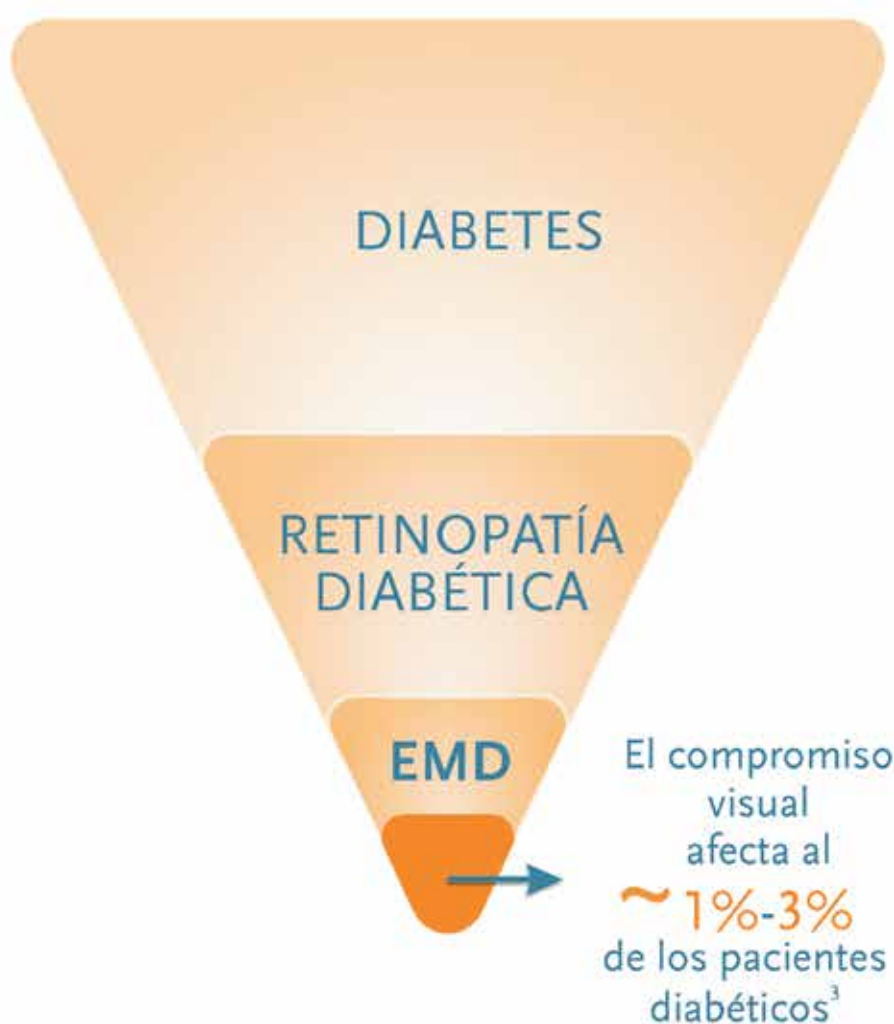 DIABETES
RETINOPATÍA
DIABÉTICA
EMD
El compromiso
visual
afecta al
~1%-3%
de los pacientes
diabéticos³